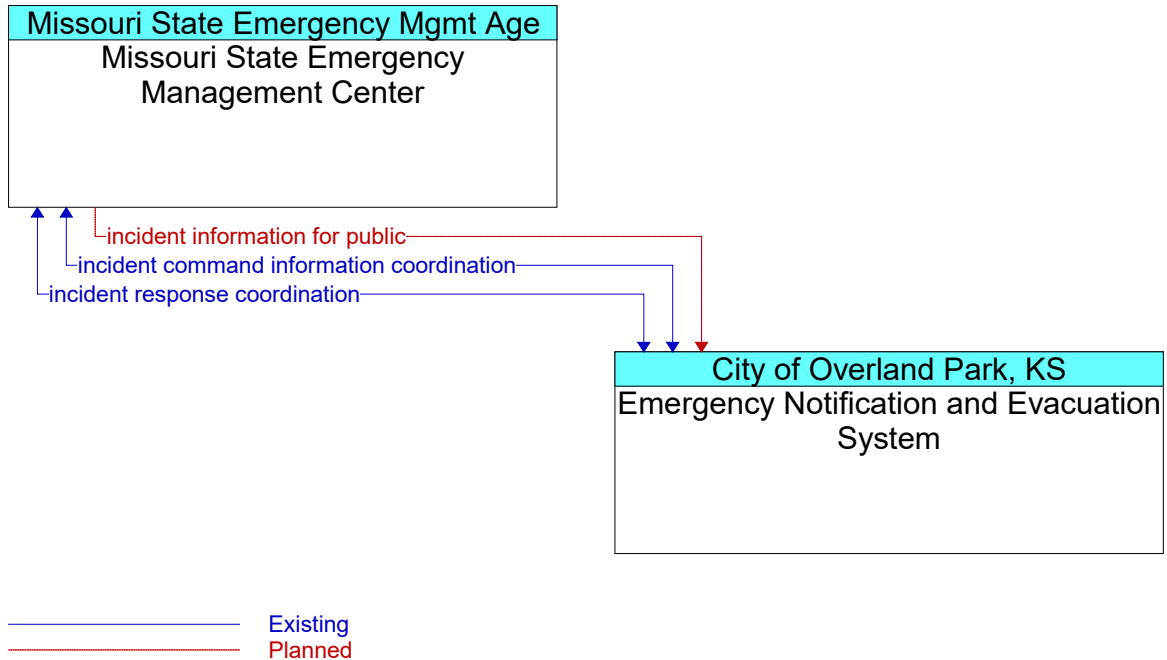 Missouri State Emergency Mgmt Age
Missouri State Emergency
Management Center
incident information for public
incident command information coordination
incident response coordination
City of Overland Park, KS
Emergency Notification and Evacuation
System
Existing
Planned